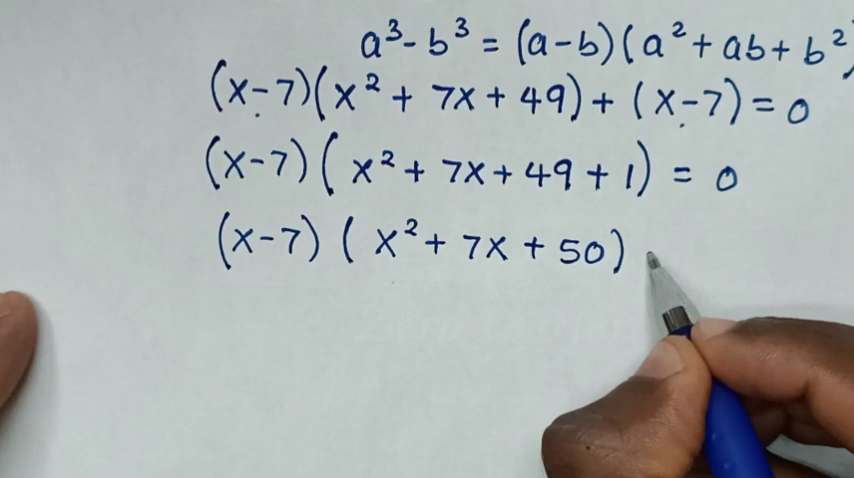 a³-b³ = (a-b)(a²+ab+b²)
(x-7)(x² + 7x + 49) + (x-7) = 0
(x-7)(x² + 7x + 49 + 1) = 0
(x-7)(x² + 7x + 50)